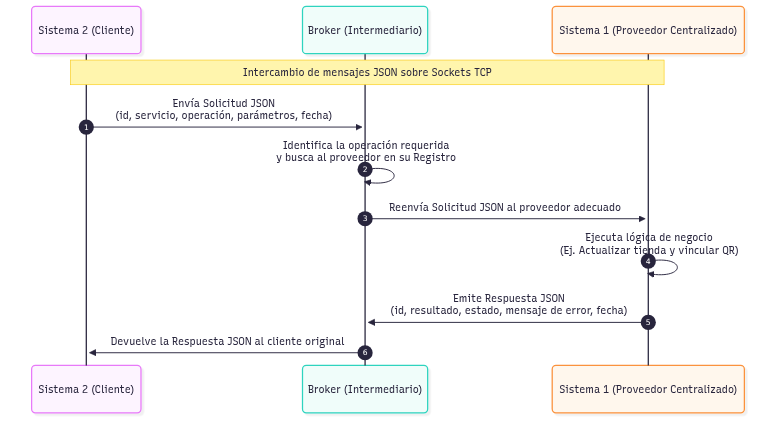 Sistema 2 (Cliente)
Broker (Intermediario)
Sistema 1 (Proveedor Centralizado)
Intercambio de mensajes JSON sobre Sockets TCP
Envía Solicitud JSON
(id, servicio, operación, parámetros, fecha)
1
Identifica la operación requerida
y busca al proveedor en su Registro
2
Reenvía Solicitud JSON al proveedor adecuado
3
Ejecuta lógica de negocio
(Ej. Actualizar tienda y vincular QR)
4
Emite Respuesta JSON
(id, resultado, estado, mensaje de error, fecha)
5
Devuelve la Respuesta JSON al cliente original
6
Sistema 2 (Cliente)
Broker (Intermediario)
Sistema 1 (Proveedor Centralizado)